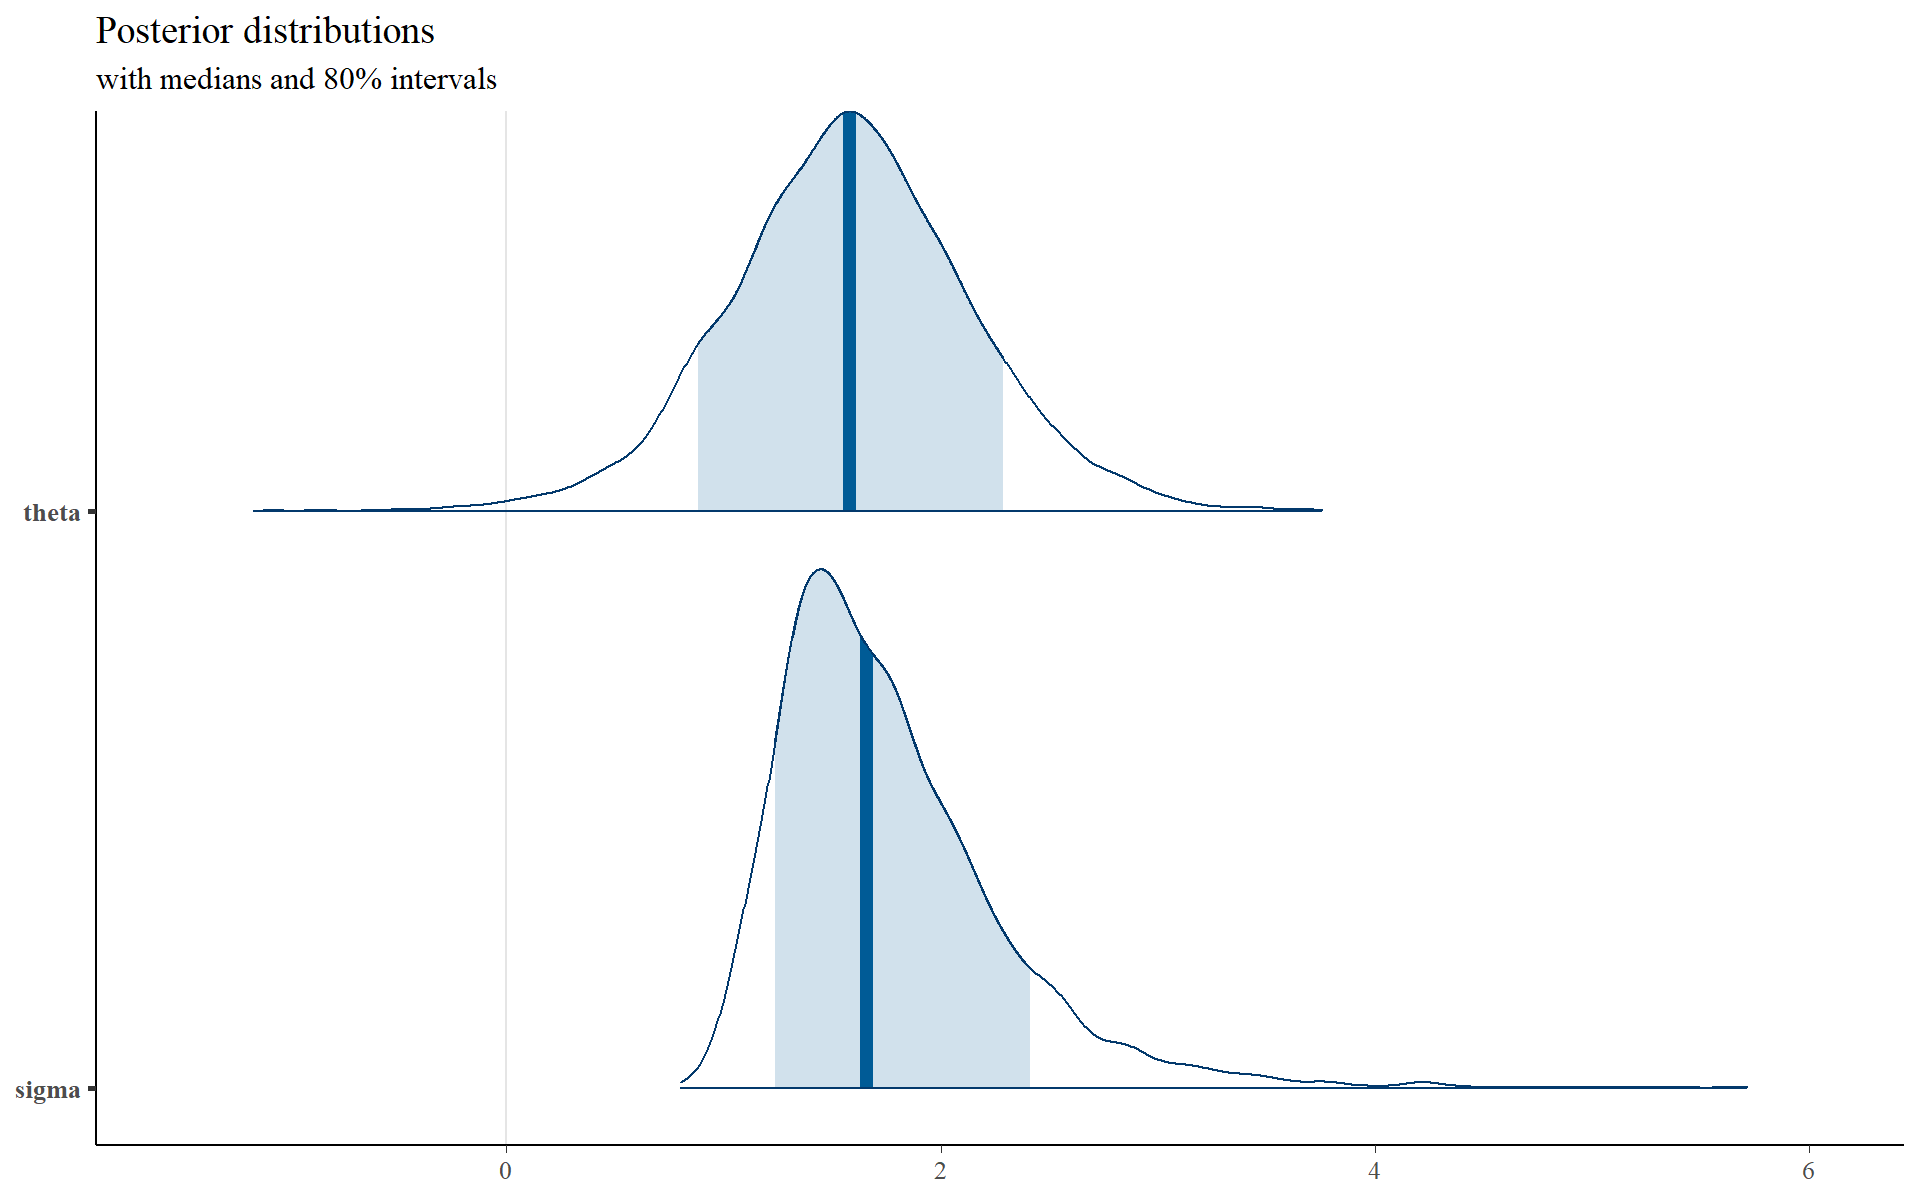 Posterior distributions
with medians and 80% intervals
theta
sigma
0 2 4 6